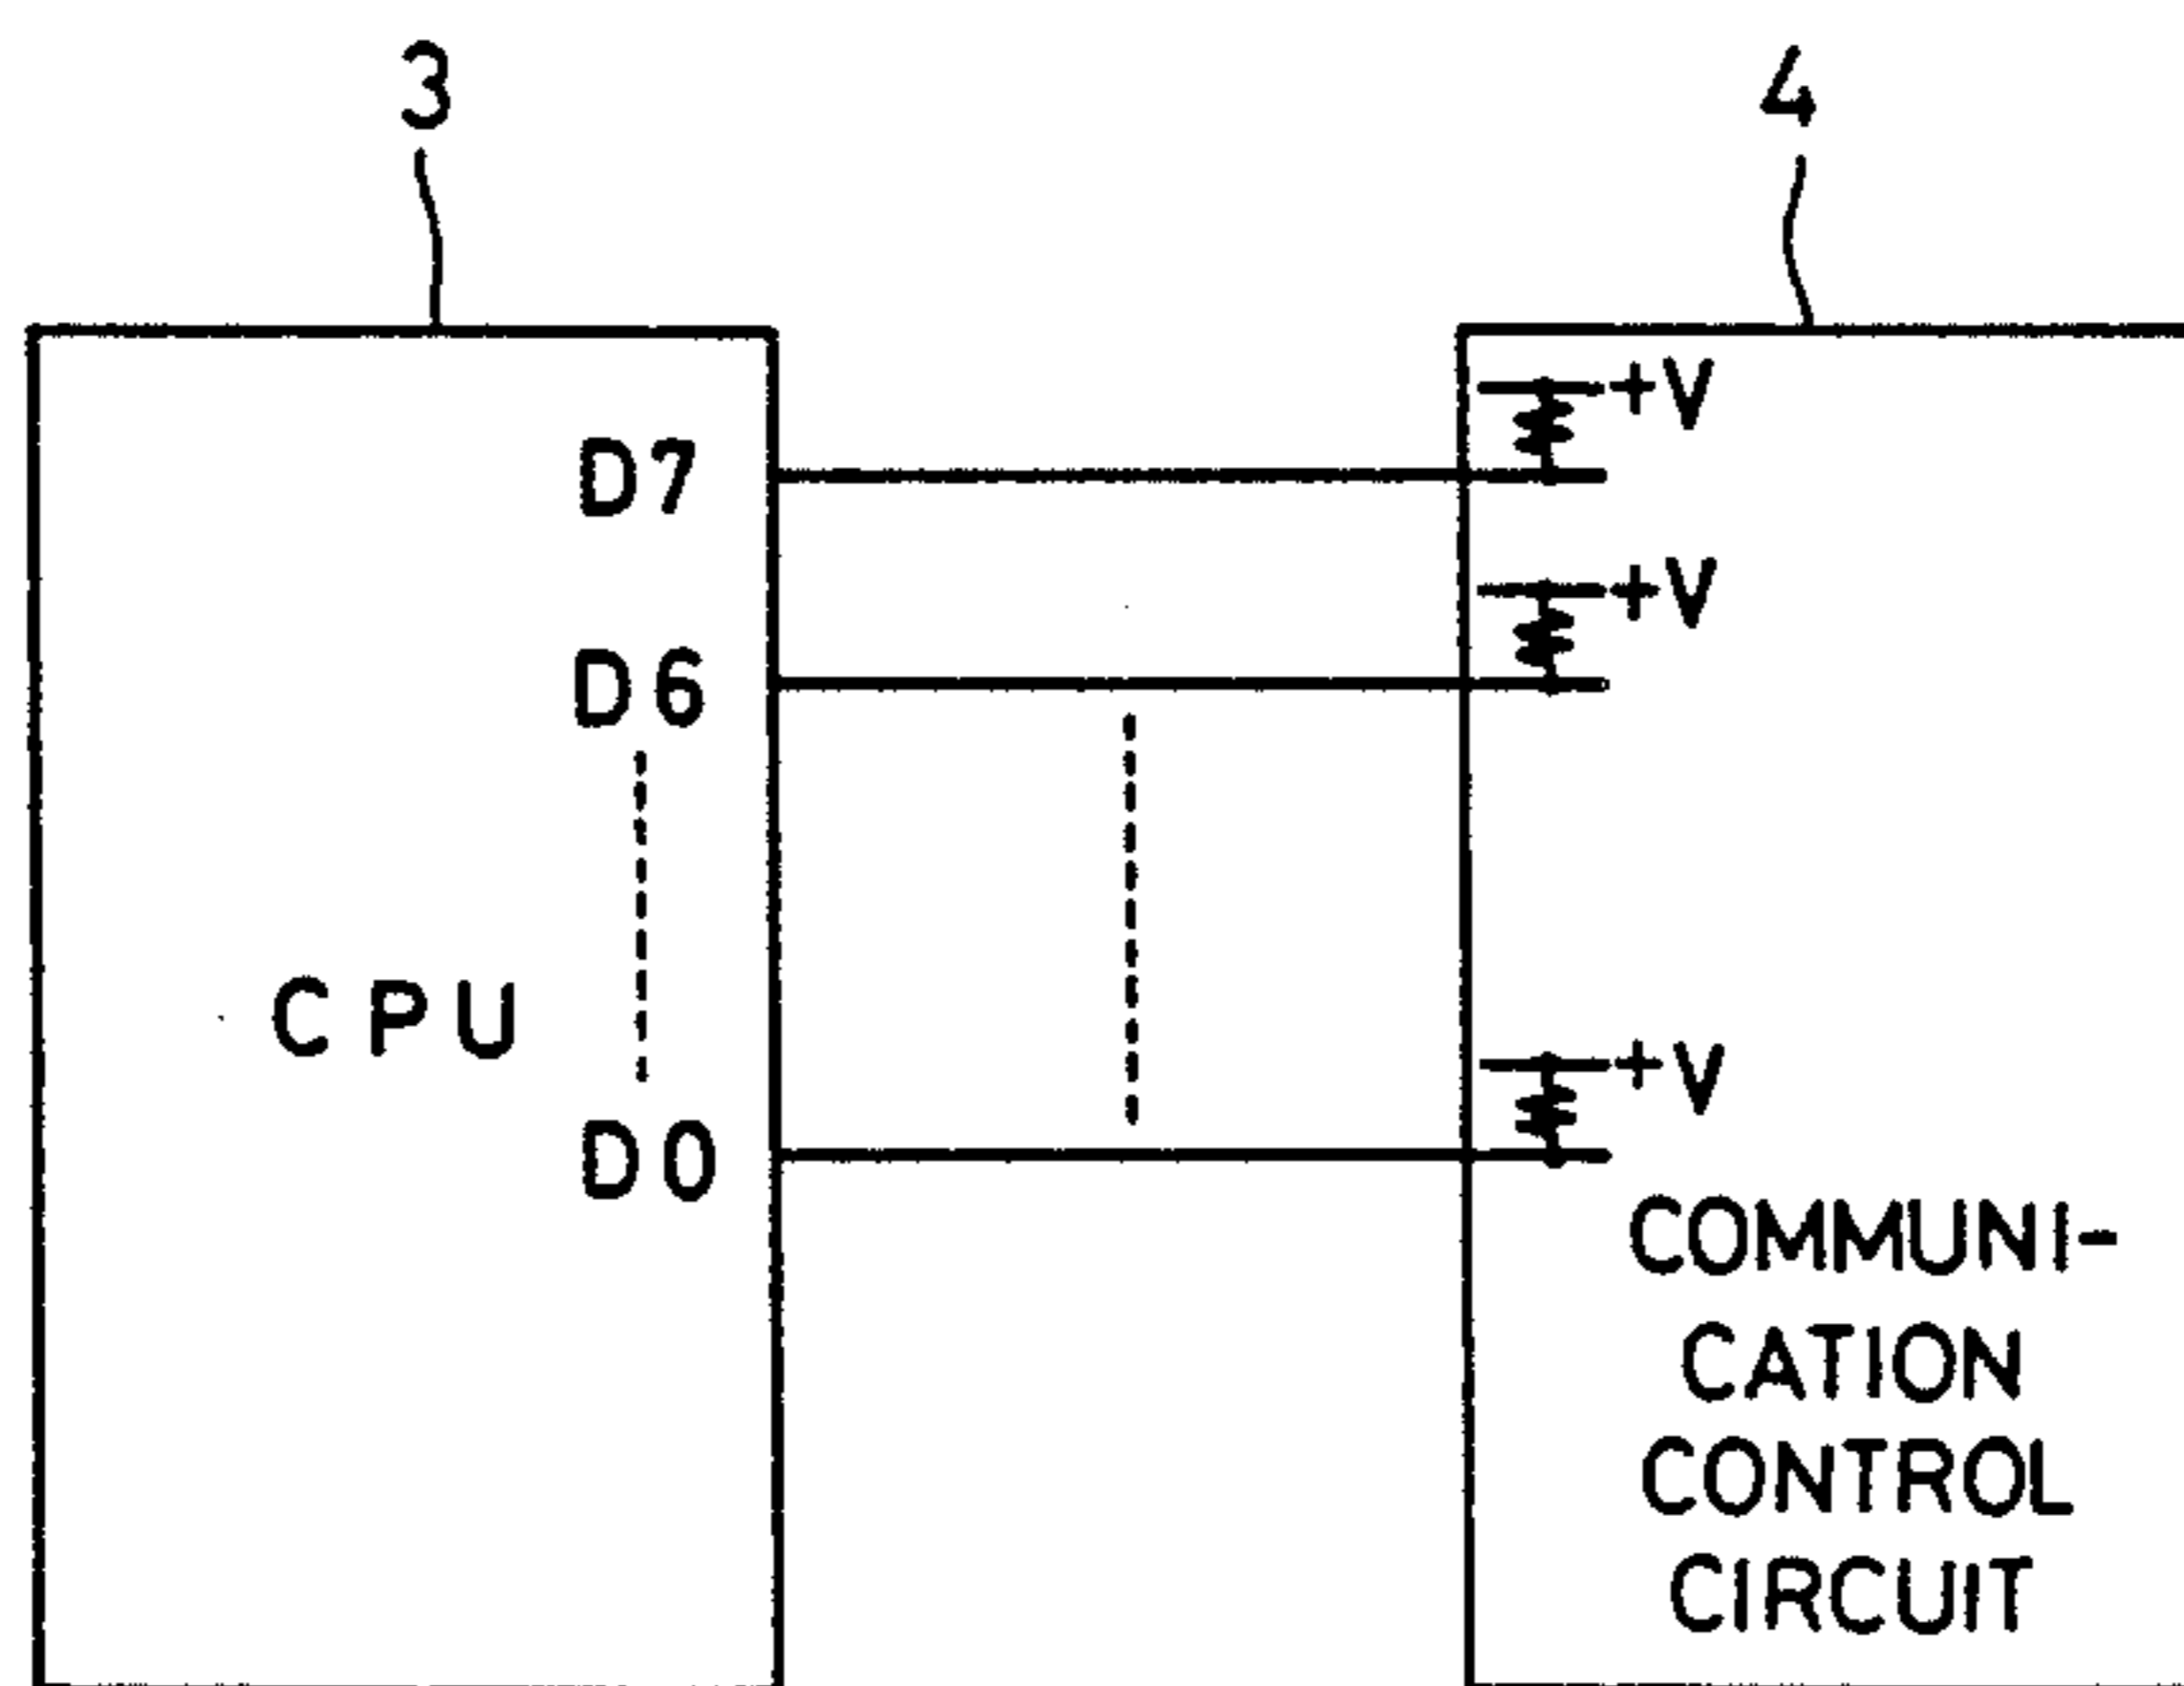 3
4
+V
D7
+V
D6
CPU
+V
D0
COMMUNI-
CATION
CONTROL
CIRCUIT